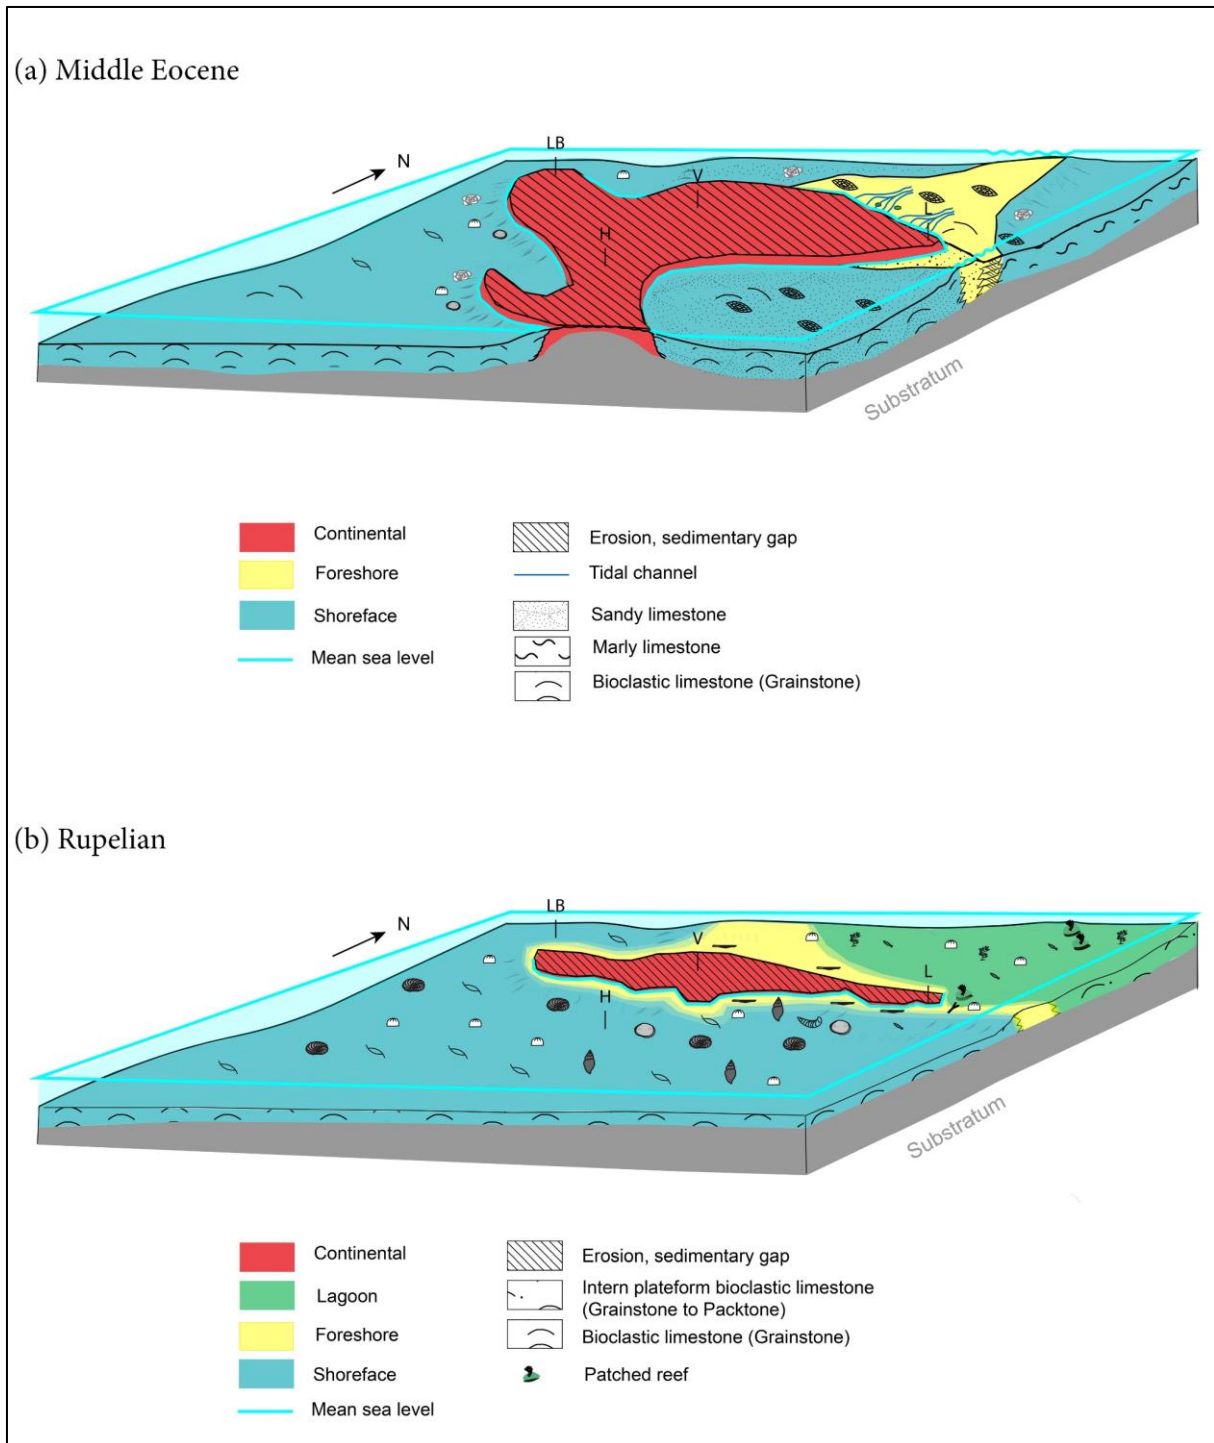 (a) Middle Eocene
LB
N
V
L
H
Substratum
Continental
Foreshore
Shoreface
Mean sea level
Erosion, sedimentary gap
Tidal channel
Sandy limestone
Marly limestone
Bioclastic limestone (Grainstone)
(b) Rupelian
LB
N
V
L
H
Substratum
Continental
Lagoon
Foreshore
Shoreface
Mean sea level
Erosion, sedimentary gap
Intern plateform bioclastic limestone
(Grainstone to Packtone)
Bioclastic limestone (Grainstone)
Patched reef